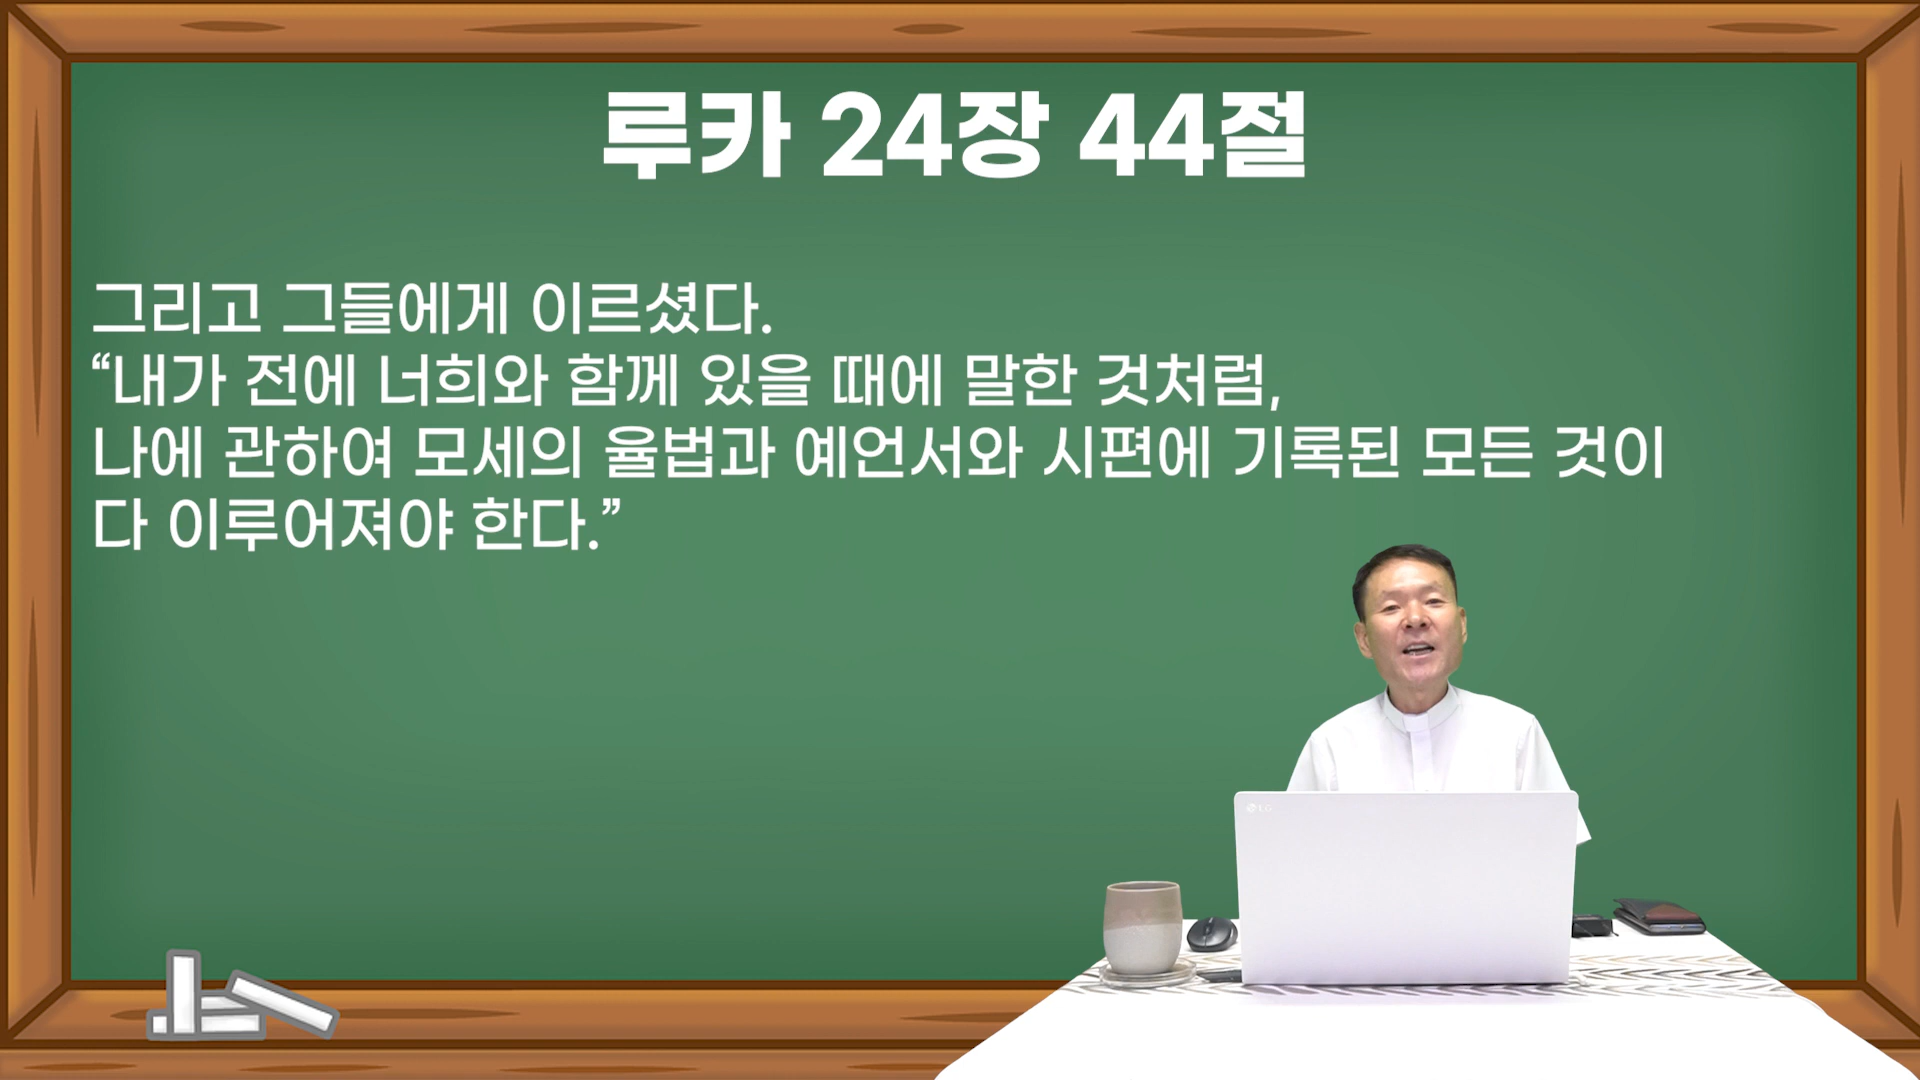 루카 24장 44절
그리고 그들에게 이르셨다.
“내가 전에 너희와 함께 있을 때에 말한 것처럼,
나에 관하여 모세의 율법과 예언서와 시편에 기록된 모든 것이
다 이루어져야 한다.”
LG